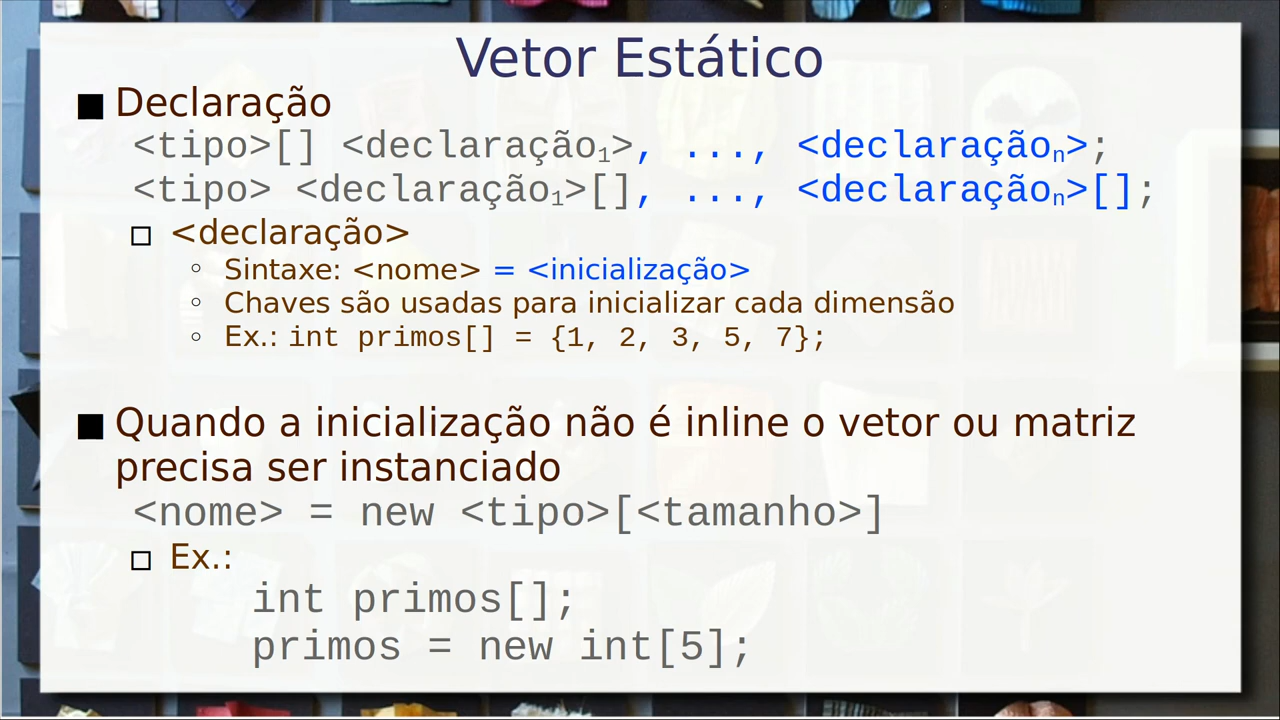 Vetor Estático
Declaração
<tipo>[] <declaração₁>, ..., <declaraçãoₙ>;
<tipo> <declaração₁>[], ..., <declaraçãoₙ>[];
<declaração>
Sintaxe: <nome> = <inicialização>
Chaves são usadas para inicializar cada dimensão
Ex.: int primos[] = {1, 2, 3, 5, 7};
Quando a inicialização não é inline o vetor ou matriz
precisa ser instanciado
<nome> = new <tipo>[<tamanho>]
Ex.:
int primos[];
primos = new int[5];